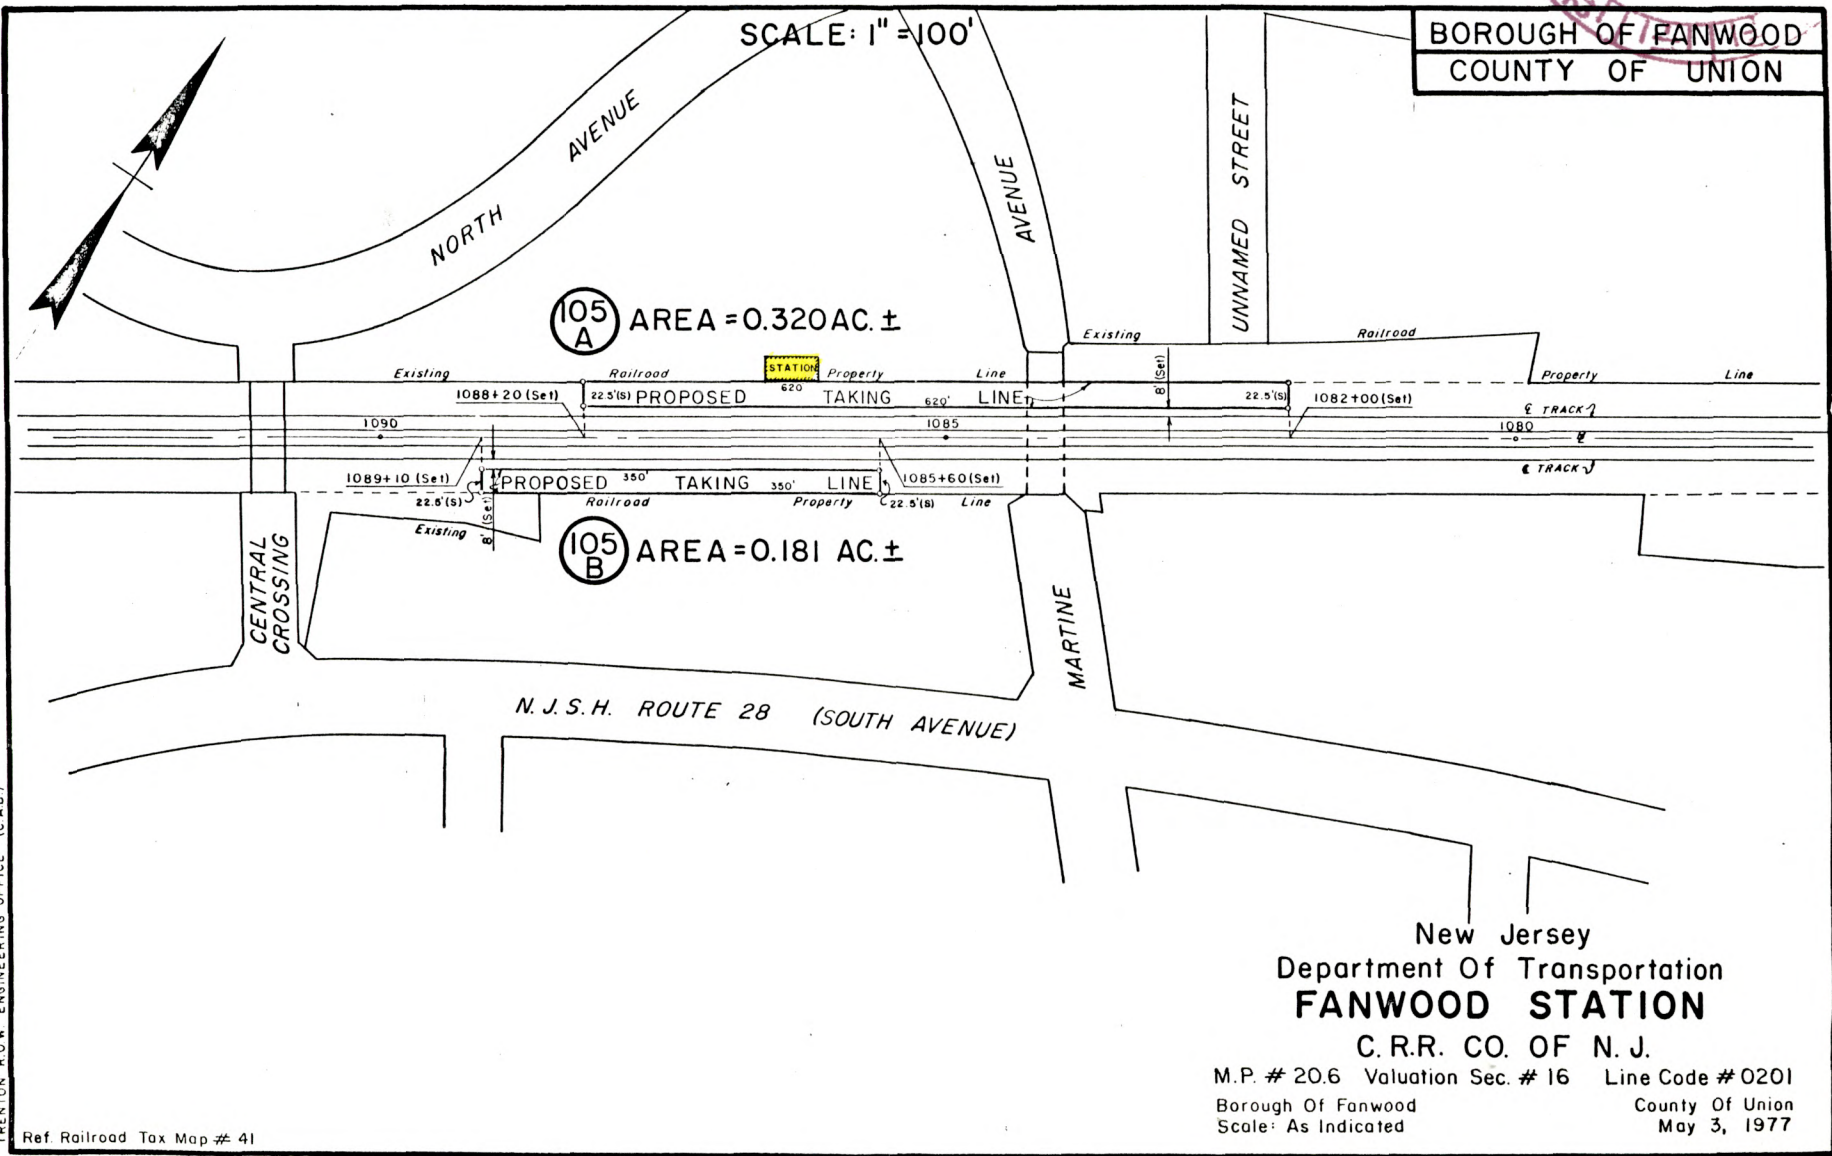 SCALE: 1" = 100'
BOROUGH OF FANWOOD
COUNTY OF UNION
NORTH AVENUE
AVENUE
UNNAMED STREET
105 A AREA = 0.320 AC. ±
Existing Railroad
STATION
Existing Railroad Property Line
8' (Set)
Property Line
1088+20 (Set)
22.5'(S) PROPOSED 620' TAKING 620' LINE 22.5'(S)
1082+00 (Set)
℄ TRACK
1090
1085
1080
℄ TRACK
1089+10 (Set)
PROPOSED 350' TAKING 350' LINE
1085+60 (Set)
22.5'(S)
8' (Set)
Existing Railroad Property Line
22.5'(S)
105 B AREA = 0.181 AC. ±
CENTRAL CROSSING
MARTINE
N. J. S. H. ROUTE 28 (SOUTH AVENUE)
New Jersey
Department Of Transportation
FANWOOD STATION
C. R.R. CO. OF N. J.
M.P. # 20.6 Valuation Sec. # 16 Line Code # 0201
Borough Of Fanwood County Of Union
Scale: As Indicated May 3, 1977
TRENTON R.O.W. ENGINEERING OFFICE
Ref. Railroad Tax Map # 41